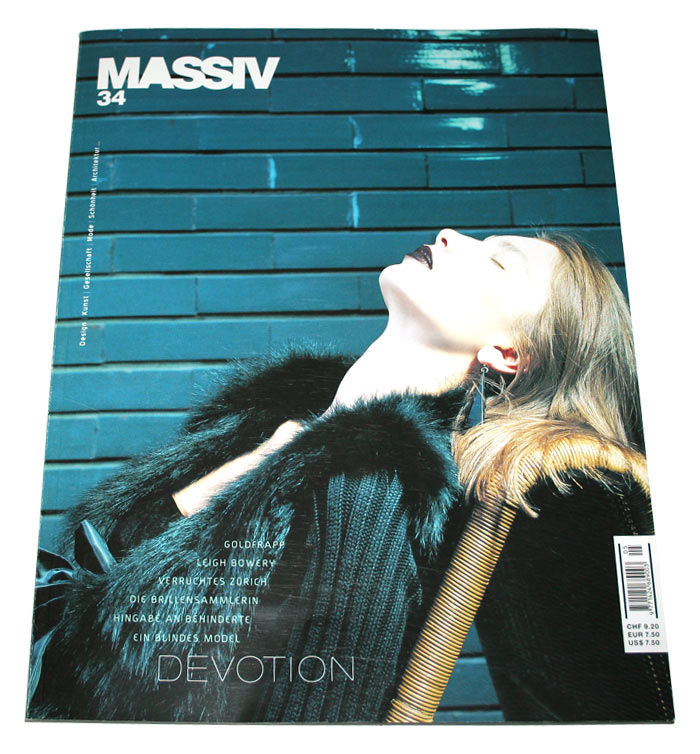 MASSIV
34
Design | Kunst | Gesellschaft | Mode | Schönheit | Architektur...
GOLDFRAPP
LEIGH BOWERY
VERRUCHTES ZÜRICH
DIE BRILLENSAMMLERIN
HINGABE AN BEHINDERTE
EIN BLINDES MODEL
DEVOTION
05
CHF 9.20
EUR 7.50
US$ 7.50